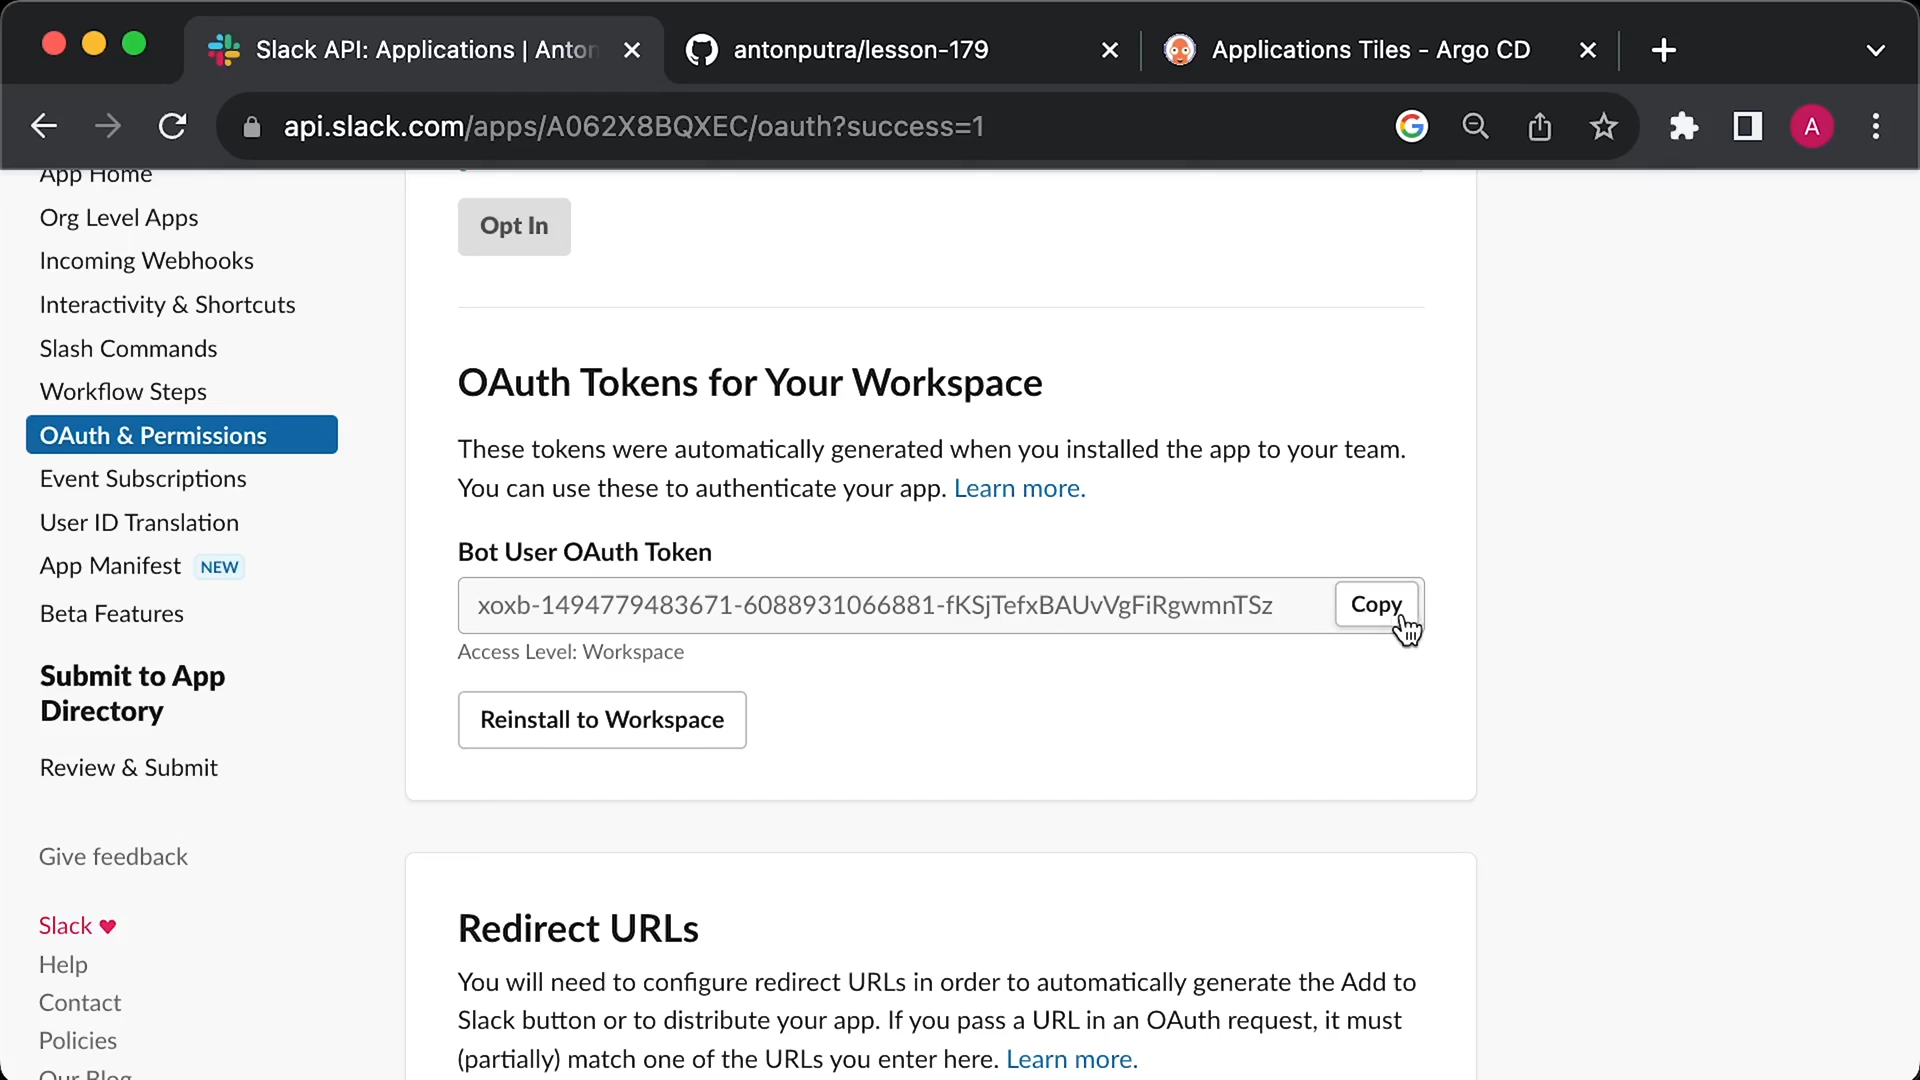 Slack API: Applications | Anton
antonputra/lesson-179
Applications Tiles - Argo CD
api.slack.com/apps/A062X8BQXEC/oauth?success=1
A
App Home
Org Level Apps
Incoming Webhooks
Interactivity & Shortcuts
Slash Commands
Workflow Steps
OAuth & Permissions
Event Subscriptions
User ID Translation
App Manifest NEW
Beta Features
Submit to App
Directory
Review & Submit
Give feedback
Slack ♥
Help
Contact
Policies
Our Blog
Opt In
OAuth Tokens for Your Workspace
These tokens were automatically generated when you installed the app to your team.
You can use these to authenticate your app. Learn more.
Bot User OAuth Token
xoxb-1494779483671-6088931066881-fKSjTefxBAUvVgFiRgwmnTSz
Copy
Access Level: Workspace
Reinstall to Workspace
Redirect URLs
You will need to configure redirect URLs in order to automatically generate the Add to
Slack button or to distribute your app. If you pass a URL in an OAuth request, it must
(partially) match one of the URLs you enter here. Learn more.